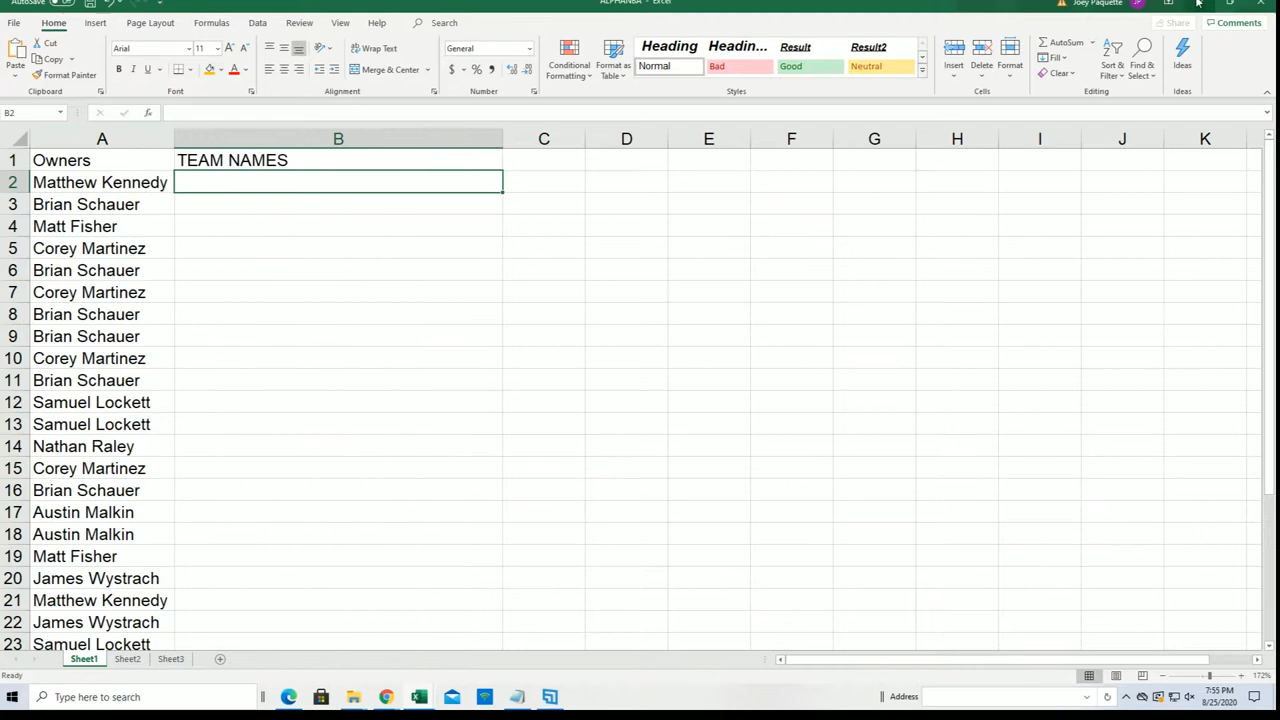 AutoSave
ALPHANBA - Excel
Joey Paquette
JP
File Home Insert Page Layout Formulas Data Review View Help Search
Share Comments
Paste
Cut
Copy
Format Painter
Clipboard
Arial 11
B I U
Font
Wrap Text
Merge & Center
Alignment
General
$ % 9
Number
Conditional Formatting
Format as Table
Heading Headin... Result Result2
Normal Bad Good Neutral
Styles
Insert Delete Format
Cells
AutoSum
Fill
Clear
Sort & Filter
Find & Select
Editing
Ideas
Ideas
B2
fx
A B C D E F G H I J K
1 Owners TEAM NAMES
2 Matthew Kennedy
3 Brian Schauer
4 Matt Fisher
5 Corey Martinez
6 Brian Schauer
7 Corey Martinez
8 Brian Schauer
9 Brian Schauer
10 Corey Martinez
11 Brian Schauer
12 Samuel Lockett
13 Samuel Lockett
14 Nathan Raley
15 Corey Martinez
16 Brian Schauer
17 Austin Malkin
18 Austin Malkin
19 Matt Fisher
20 James Wystrach
21 Matthew Kennedy
22 James Wystrach
23 Samuel Lockett
Sheet1 Sheet2 Sheet3
Ready
172%
Type here to search
Address
7:55 PM
8/25/2020